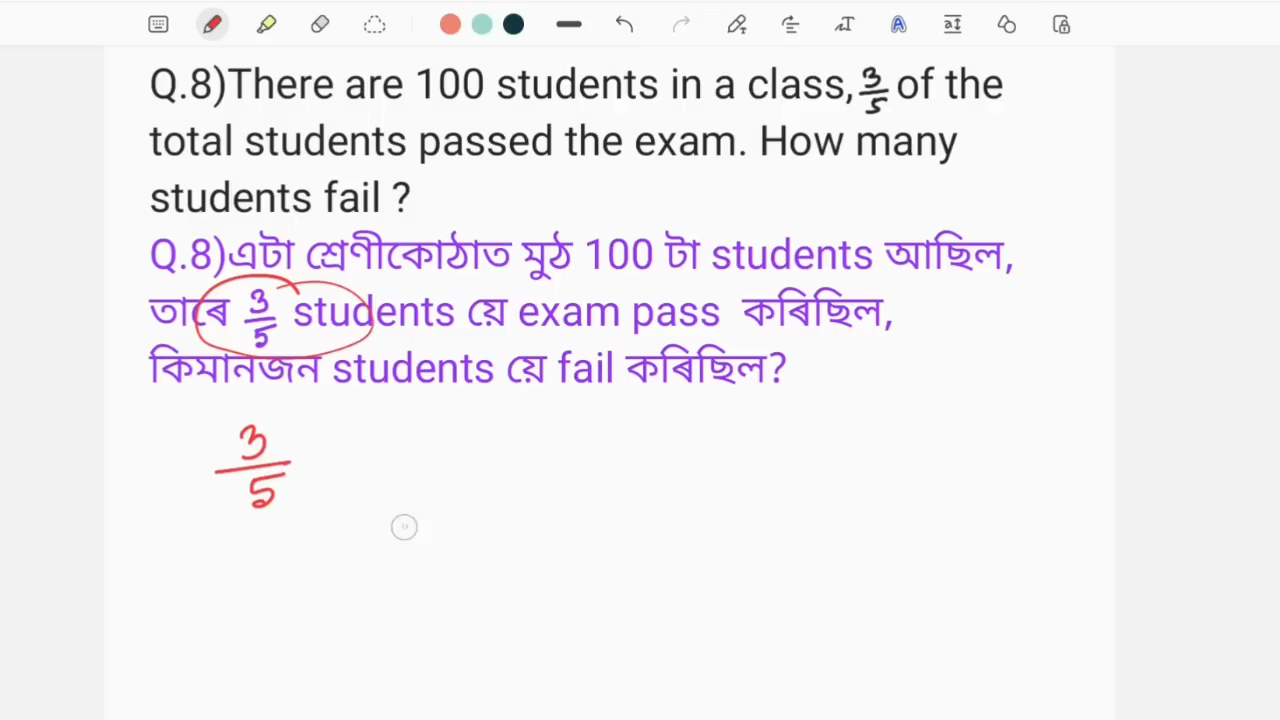 Q.8)There are 100 students in a class, 3/5 of the
total students passed the exam. How many
students fail ?
Q.8)এটা শ্ৰেণীকোঠাত মুঠ 100 টা students আছিল,
তাৰে 3/5 students য়ে exam pass কৰিছিল,
কিমানজন students য়ে fail কৰিছিল?
3/5